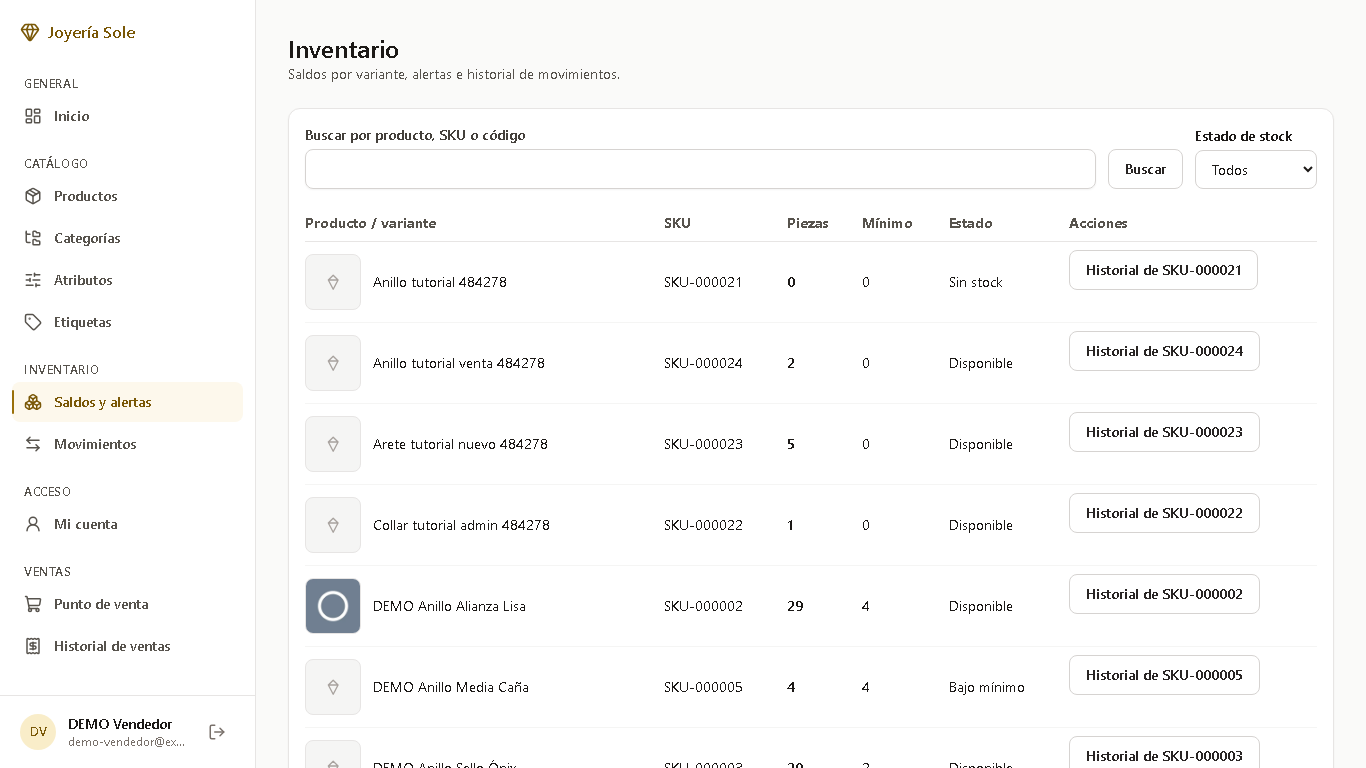 Joyería Sole
GENERAL
Inicio
CATÁLOGO
Productos
Categorías
Atributos
Etiquetas
INVENTARIO
Saldos y alertas
Movimientos
ACCESO
Mi cuenta
VENTAS
Punto de venta
Historial de ventas
DV
DEMO Vendedor
demo-vendedor@ex...
Inventario
Saldos por variante, alertas e historial de movimientos.
Buscar por producto, SKU o código
Buscar
Estado de stock
Todos
Producto / variante SKU Piezas Mínimo Estado Acciones
Anillo tutorial 484278 SKU-000021 0 0 Sin stock Historial de SKU-000021
Anillo tutorial venta 484278 SKU-000024 2 0 Disponible Historial de SKU-000024
Arete tutorial nuevo 484278 SKU-000023 5 0 Disponible Historial de SKU-000023
Collar tutorial admin 484278 SKU-000022 1 0 Disponible Historial de SKU-000022
DEMO Anillo Alianza Lisa SKU-000002 29 4 Disponible Historial de SKU-000002
DEMO Anillo Media Caña SKU-000005 4 4 Bajo mínimo Historial de SKU-000005
DEMO Anillo Sello Ónix SKU-000003 Disponible Historial de SKU-000003